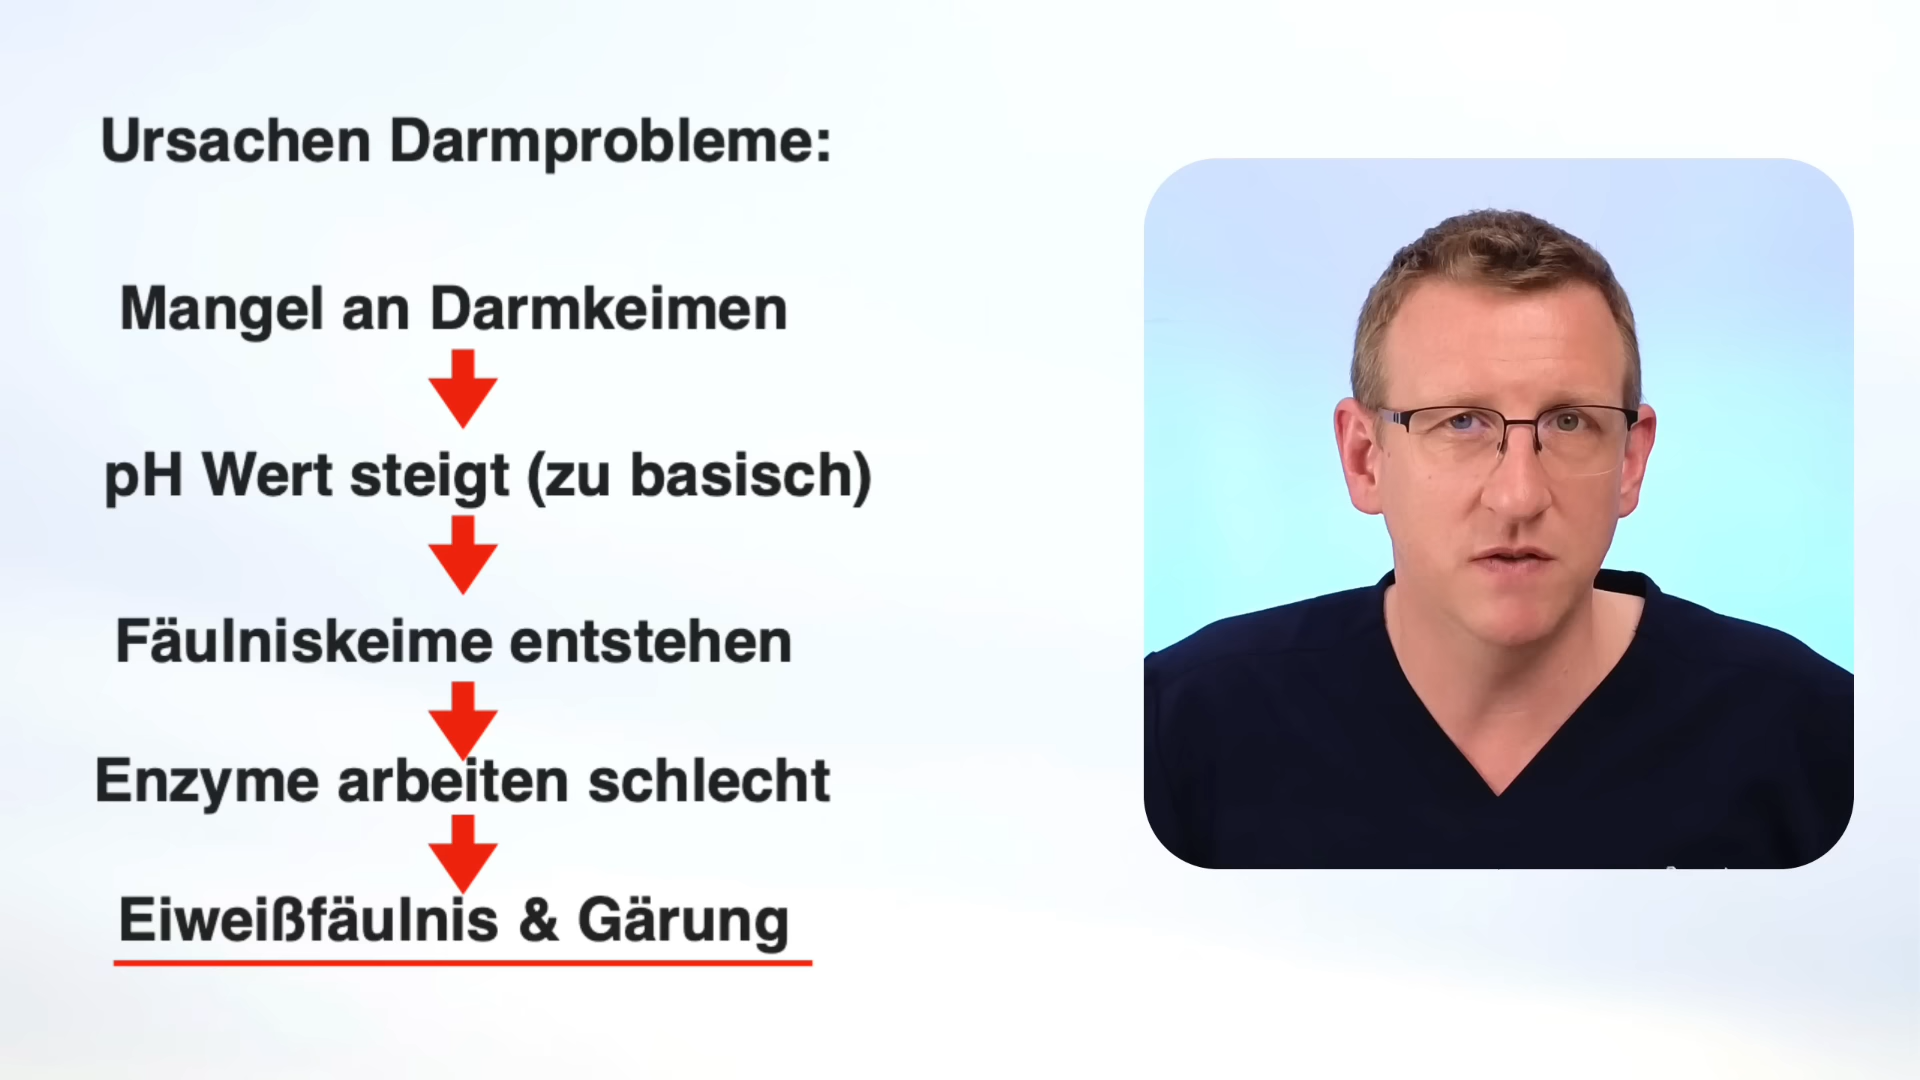 Ursachen Darmprobleme:
Mangel an Darmkeimen
pH Wert steigt (zu basisch)
Fäulniskeime entstehen
Enzyme arbeiten schlecht
Eiweißfäulnis & Gärung